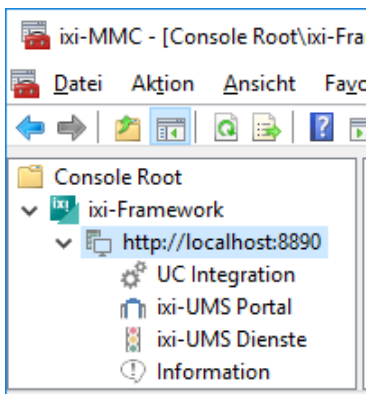 ixi-MMC - [Console Root\ixi-Fra
Datei Aktion Ansicht Favo
Console Root
ixi-Framework
http://localhost:8890
UC Integration
ixi-UMS Portal
ixi-UMS Dienste
Information